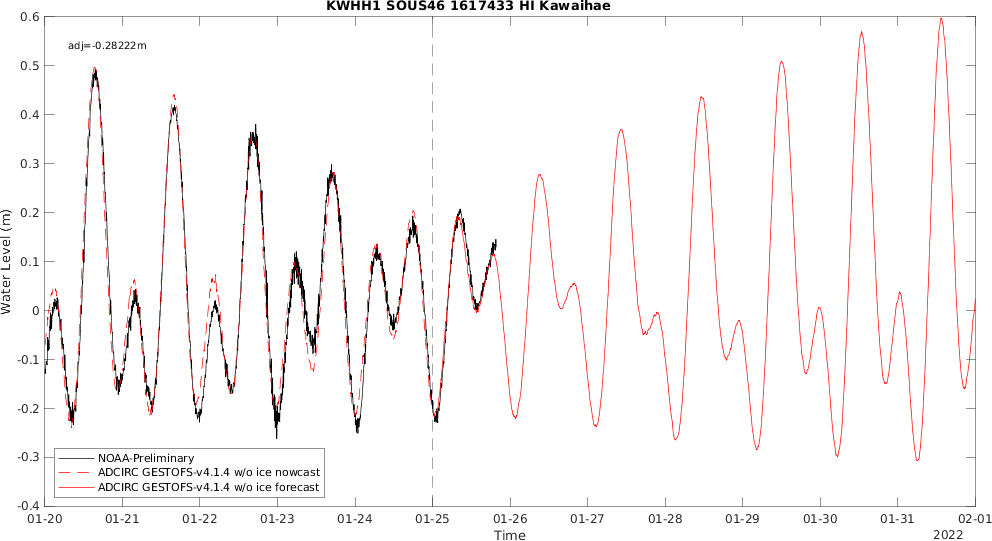 KWHH1 SOUS46 1617433 HI Kawaihae
adj=-0.28222m
Water Level (m)
0.6
0.5
0.4
0.3
0.2
0.1
0
-0.1
-0.2
-0.3
-0.4
NOAA-Preliminary
ADCIRC GESTOFS-v4.1.4 w/o ice nowcast
ADCIRC GESTOFS-v4.1.4 w/o ice forecast
01-20 01-21 01-22 01-23 01-24 01-25 01-26 01-27 01-28 01-29 01-30 01-31 02-01
Time
2022